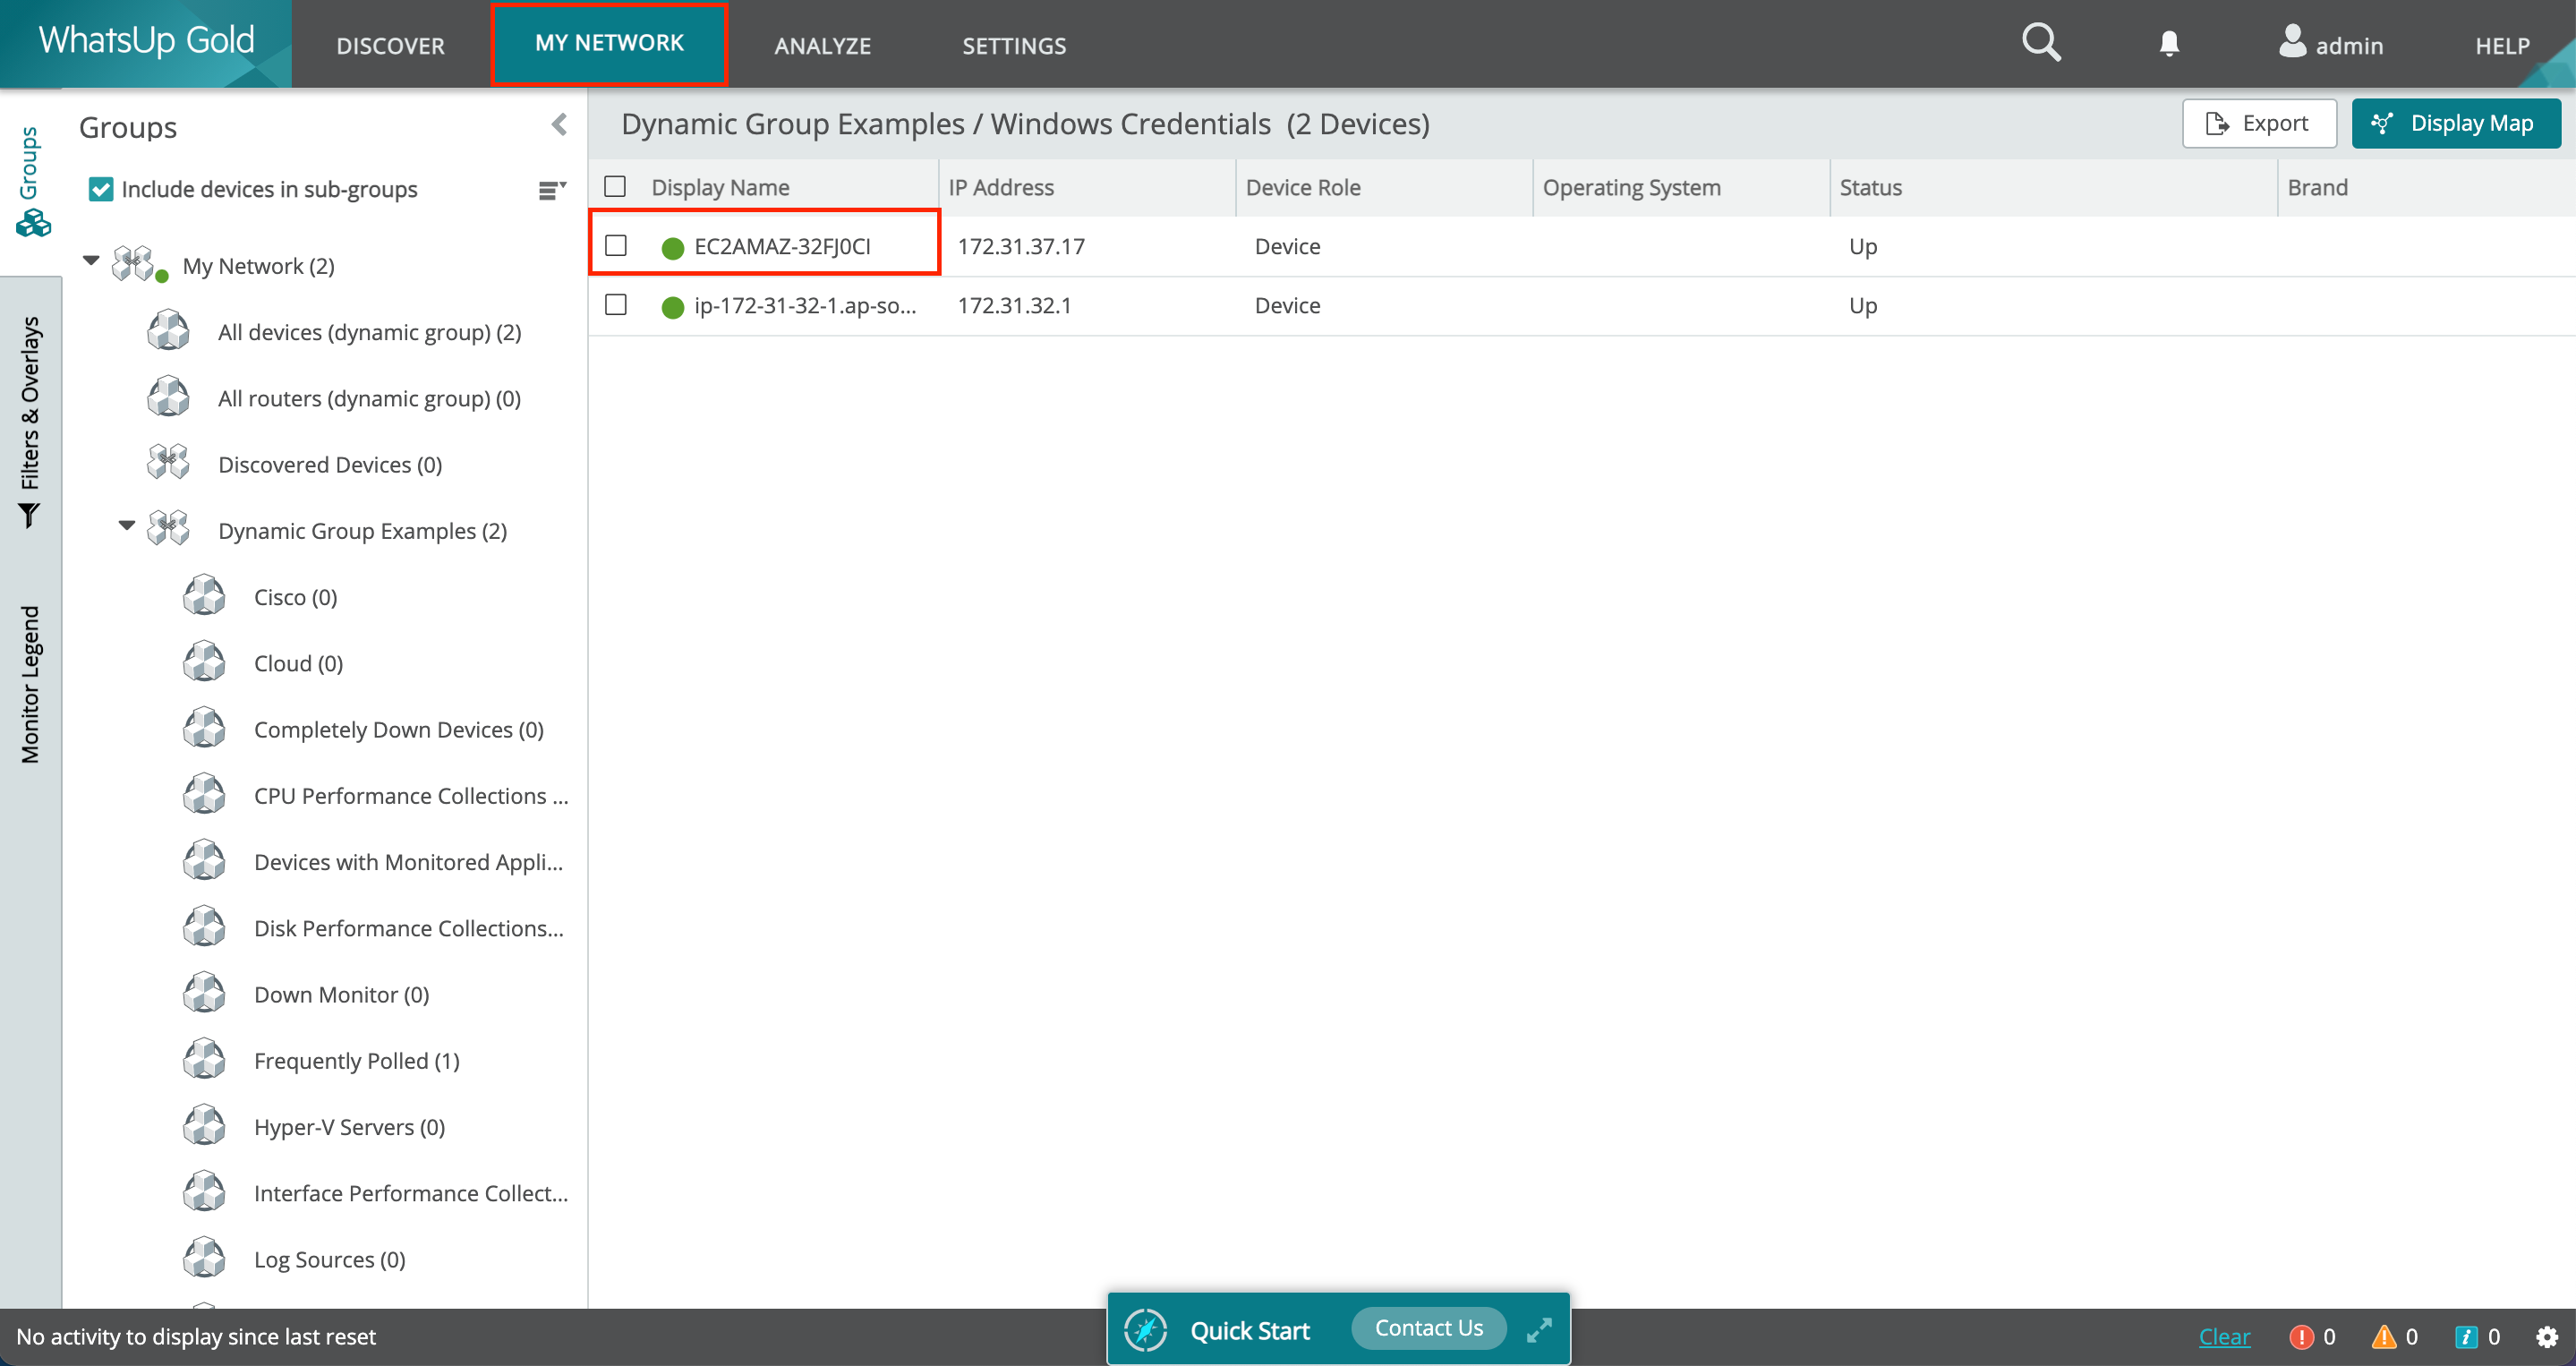 WhatsUp Gold
DISCOVER
MY NETWORK
ANALYZE
SETTINGS
admin
HELP
Groups
Filters & Overlays
Monitor Legend
Groups
Include devices in sub-groups
My Network (2)
All devices (dynamic group) (2)
All routers (dynamic group) (0)
Discovered Devices (0)
Dynamic Group Examples (2)
Cisco (0)
Cloud (0)
Completely Down Devices (0)
CPU Performance Collections ...
Devices with Monitored Appli...
Disk Performance Collections...
Down Monitor (0)
Frequently Polled (1)
Hyper-V Servers (0)
Interface Performance Collect...
Log Sources (0)
Dynamic Group Examples / Windows Credentials (2 Devices)
Export
Display Map
Display Name IP Address Device Role Operating System Status Brand
EC2AMAZ-32FJ0CI 172.31.37.17 Device Up
ip-172-31-32-1.ap-so... 172.31.32.1 Device Up
No activity to display since last reset
Quick Start
Contact Us
Clear
0
0
0